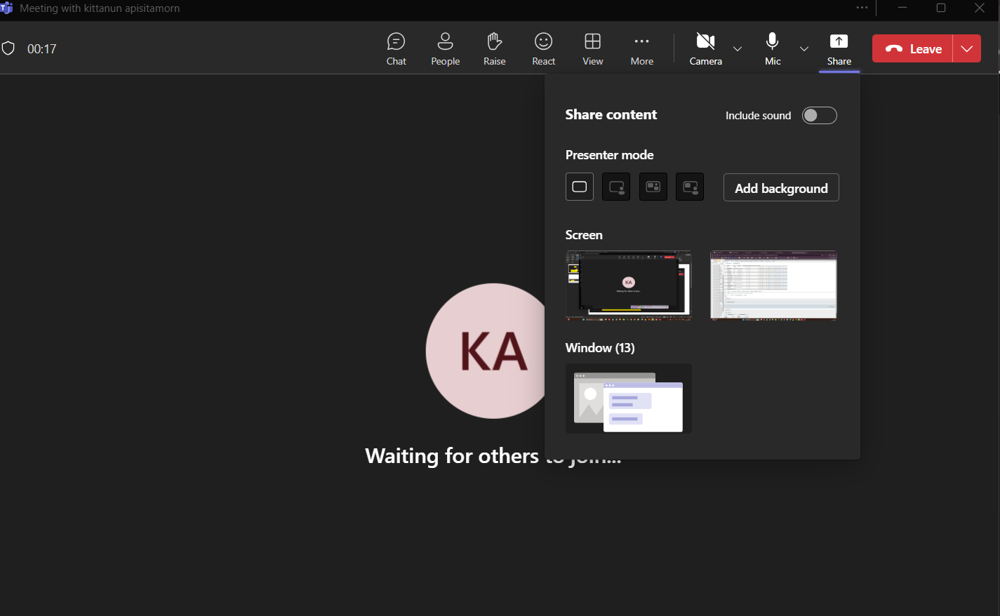 Meeting with kittanun apisitamorn
00:17
Chat
People
Raise
React
View
More
Camera
Mic
Share
Leave
Share content
Include sound
Presenter mode
Add background
Screen
KA
Window (13)
KA
Waiting for others to join...